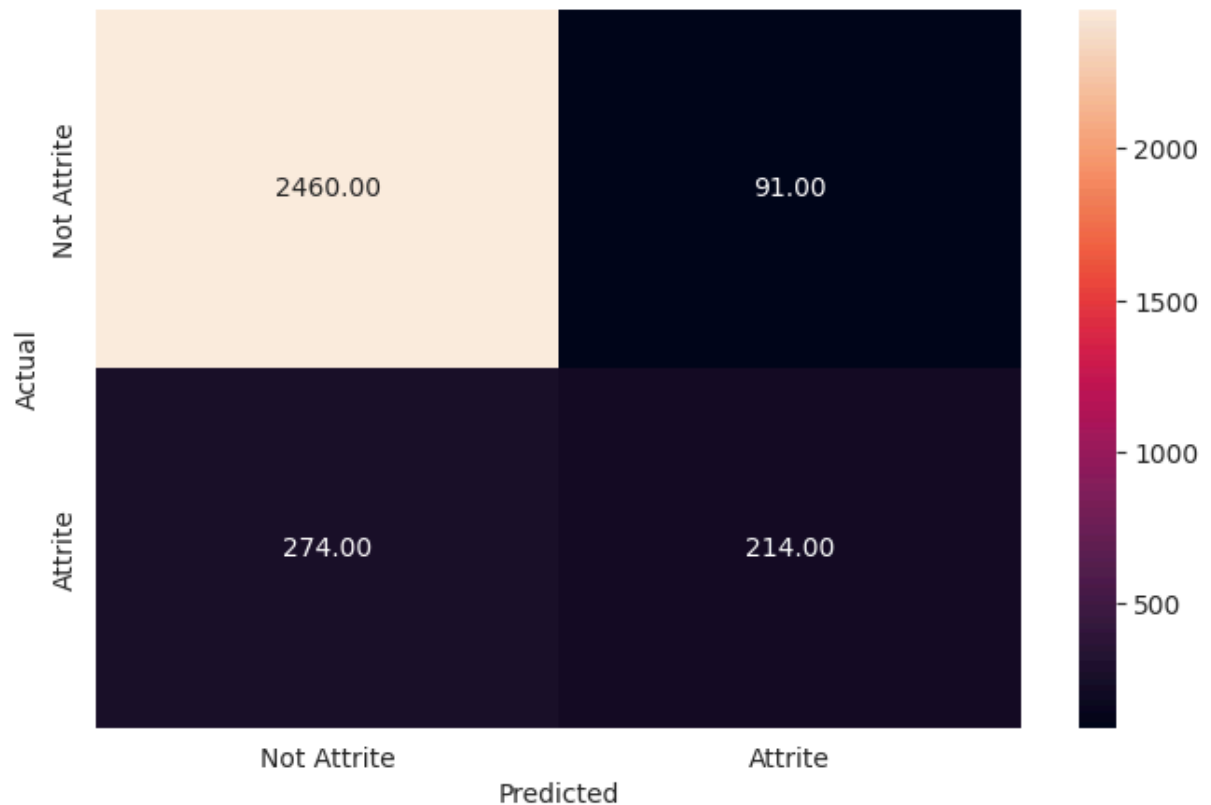 Not Attrite
2460.00
91.00
2000
1500
Actual
1000
Attrite
274.00
214.00
500
Not Attrite
Attrite
Predicted